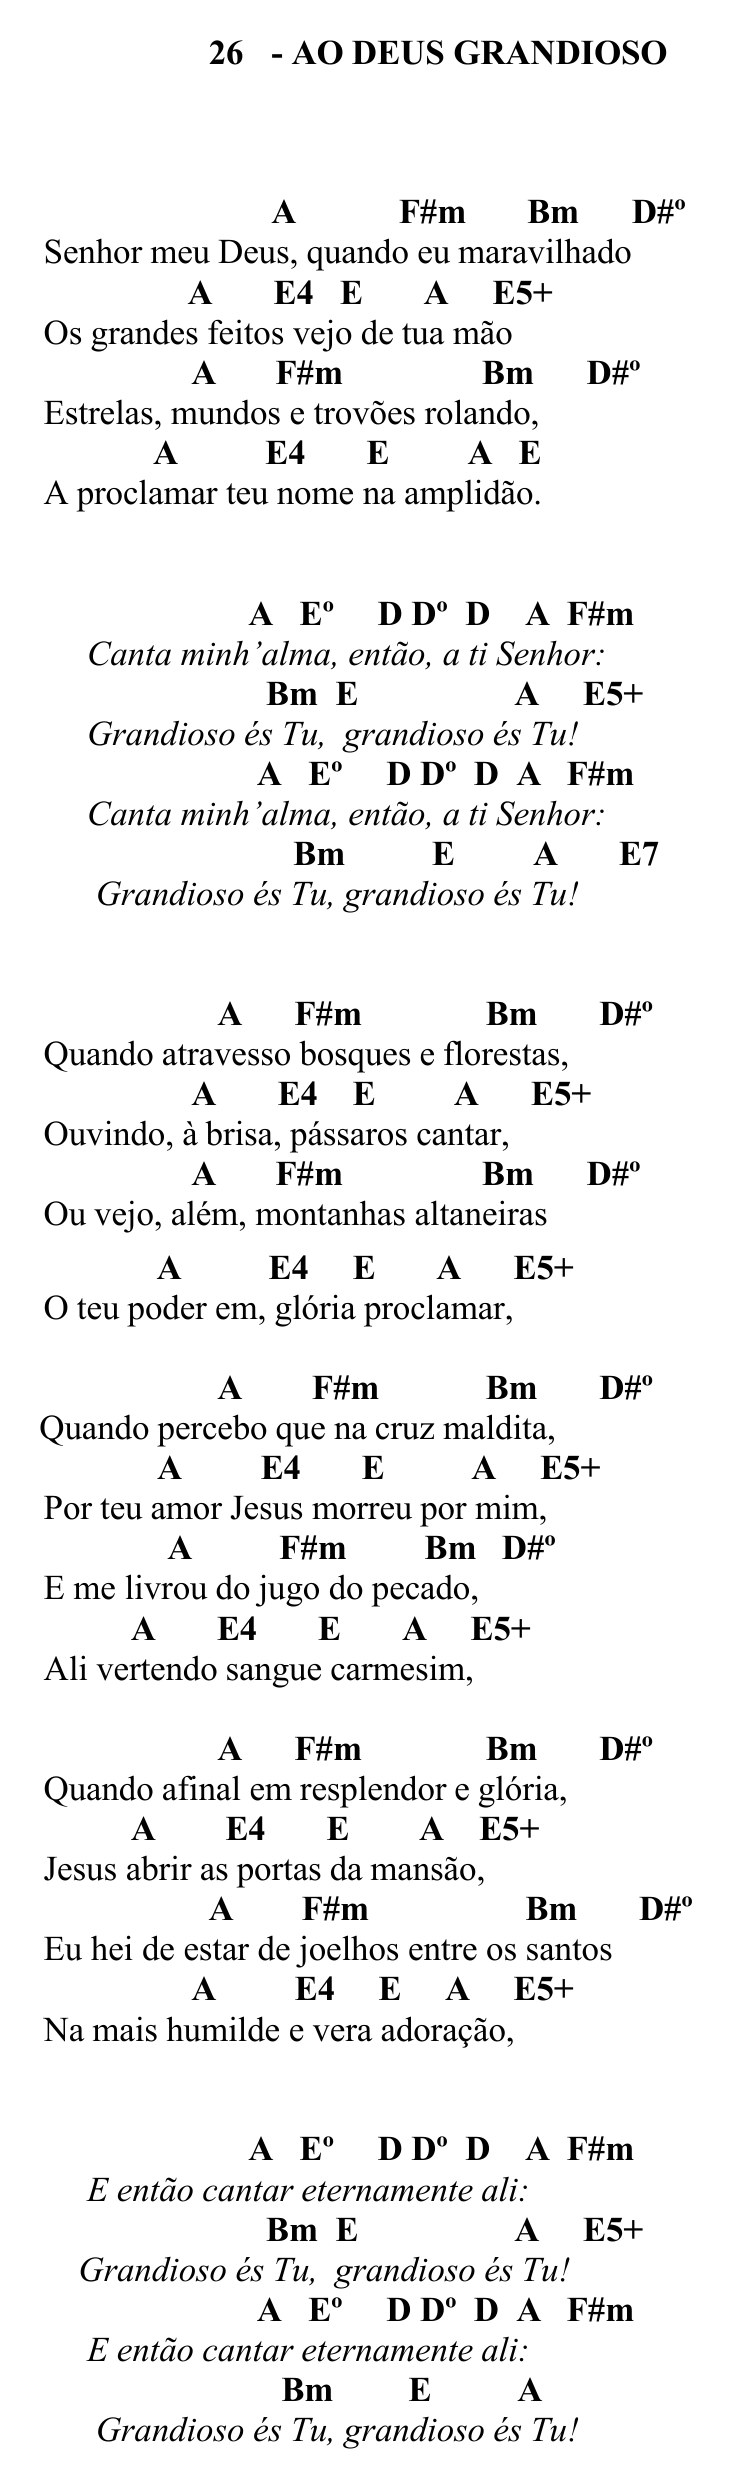 26 - AO DEUS GRANDIOSO
A F#m Bm D#º
Senhor meu Deus, quando eu maravilhado
A E4 E A E5+
Os grandes feitos vejo de tua mão
A F#m Bm D#º
Estrelas, mundos e trovões rolando,
A E4 E A E
A proclamar teu nome na amplidão.
A Eº D Dº D A F#m
Canta minh’alma, então, a ti Senhor:
Bm E A E5+
Grandioso és Tu, grandioso és Tu!
A Eº D Dº D A F#m
Canta minh’alma, então, a ti Senhor:
Bm E A E7
Grandioso és Tu, grandioso és Tu!
A F#m Bm D#º
Quando atravesso bosques e florestas,
A E4 E A E5+
Ouvindo, à brisa, pássaros cantar,
A F#m Bm D#º
Ou vejo, além, montanhas altaneiras
A E4 E A E5+
O teu poder em, glória proclamar,
A F#m Bm D#º
Quando percebo que na cruz maldita,
A E4 E A E5+
Por teu amor Jesus morreu por mim,
A F#m Bm D#º
E me livrou do jugo do pecado,
A E4 E A E5+
Ali vertendo sangue carmesim,
A F#m Bm D#º
Quando afinal em resplendor e glória,
A E4 E A E5+
Jesus abrir as portas da mansão,
A F#m Bm D#º
Eu hei de estar de joelhos entre os santos
A E4 E A E5+
Na mais humilde e vera adoração,
A Eº D Dº D A F#m
E então cantar eternamente ali:
Bm E A E5+
Grandioso és Tu, grandioso és Tu!
A Eº D Dº D A F#m
E então cantar eternamente ali:
Bm E A
Grandioso és Tu, grandioso és Tu!